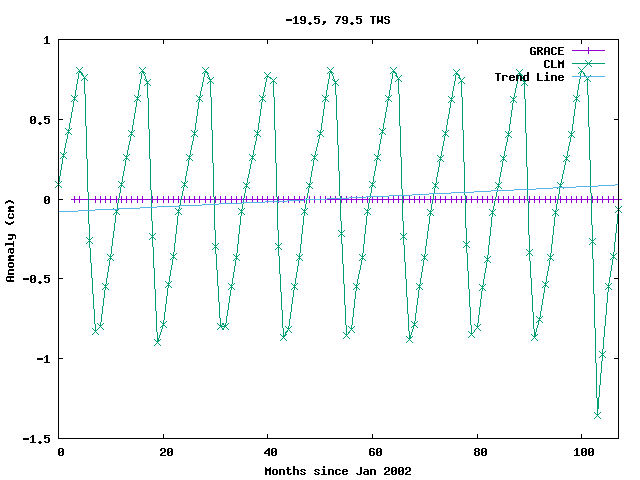 -19.5, 79.5 TWS
GRACE
CLM
Trend Line
1
0.5
0
-0.5
-1
-1.5
Anomaly (cm)
0 20 40 60 80 100
Months since Jan 2002